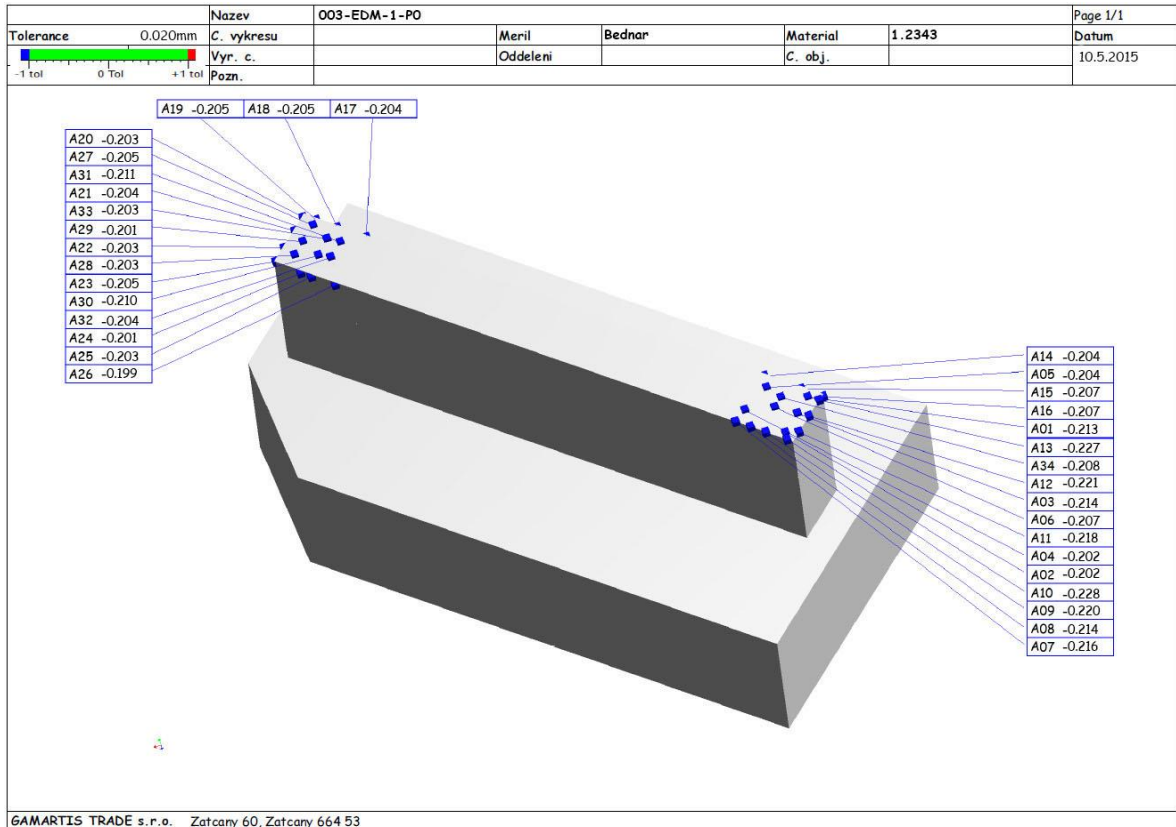 Nazev 003-EDM-1-P0 Page 1/1
Tolerance 0.020mm C. vykresu Meril Bednar Material 1.2343 Datum
Vyr. c. Oddeleni C. obj. 10.5.2015
-1 tol 0 Tol +1 tol Pozn.
A19 -0.205 A18 -0.205 A17 -0.204
A20 -0.203
A27 -0.205
A31 -0.211
A21 -0.204
A33 -0.203
A29 -0.201
A22 -0.203
A28 -0.203
A23 -0.205
A30 -0.210
A32 -0.204
A24 -0.201
A25 -0.203
A26 -0.199
A14 -0.204
A05 -0.204
A15 -0.207
A16 -0.207
A01 -0.213
A13 -0.227
A34 -0.208
A12 -0.221
A03 -0.214
A06 -0.207
A11 -0.218
A04 -0.202
A02 -0.202
A10 -0.228
A09 -0.220
A08 -0.214
A07 -0.216
GAMARTIS TRADE s.r.o. Zatcany 60, Zatcany 664 53